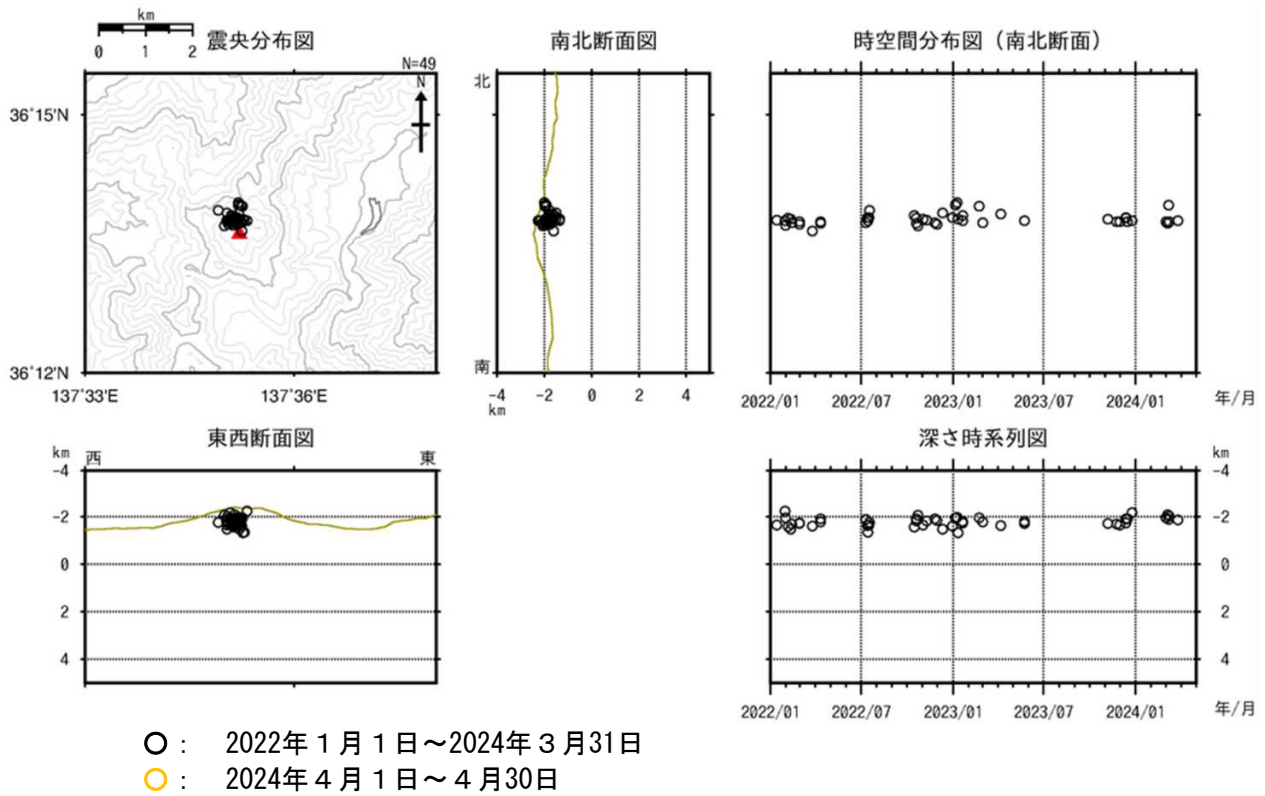 km
0 1 2
震央分布図
N=49
N
36°15'N
36°12'N
137°33'E 137°36'E
南北断面図
北
南
-4 -2 0 2 4
km
時空間分布図（南北断面）
2022/01 2022/07 2023/01 2023/07 2024/01 年/月
東西断面図
km
西 東
-4
-2
0
2
4
深さ時系列図
km
-4
-2
0
2
4
2022/01 2022/07 2023/01 2023/07 2024/01 年/月
： 2022年１月１日～2024年３月31日
： 2024年４月１日～４月30日